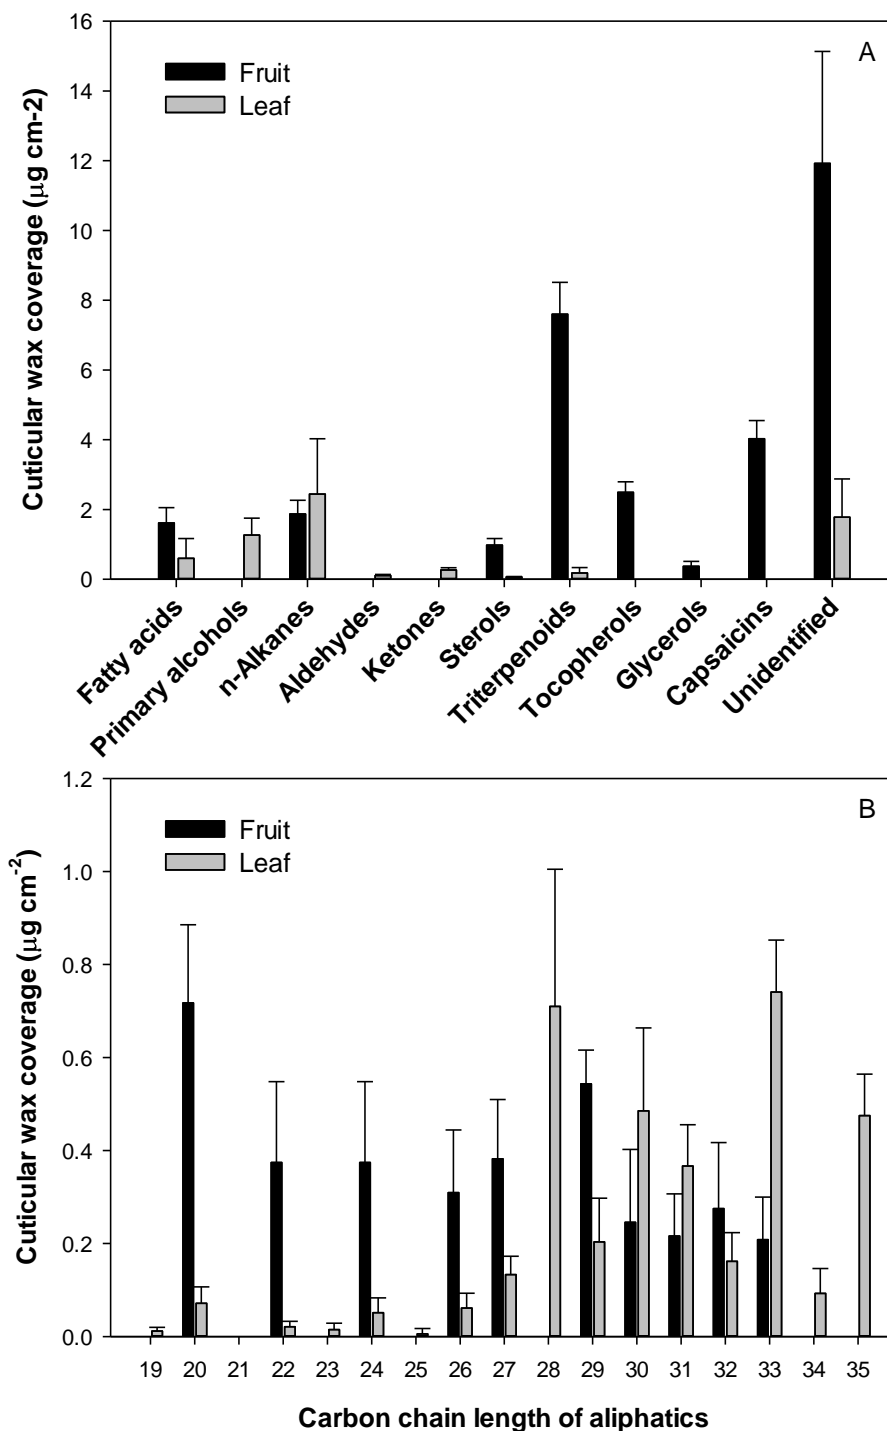 A
Fruit
Leaf
Cuticular wax coverage (μg cm-2)
16
14
12
10
8
6
4
2
0
Fatty acids
Primary alcohols
n-Alkanes
Aldehydes
Ketones
Sterols
Triterpenoids
Tocopherols
Glycerols
Capsaicins
Unidentified
B
Fruit
Leaf
Cuticular wax coverage (μg cm⁻²)
1.2
1.0
0.8
0.6
0.4
0.2
0.0
19 20 21 22 23 24 25 26 27 28 29 30 31 32 33 34 35
Carbon chain length of aliphatics